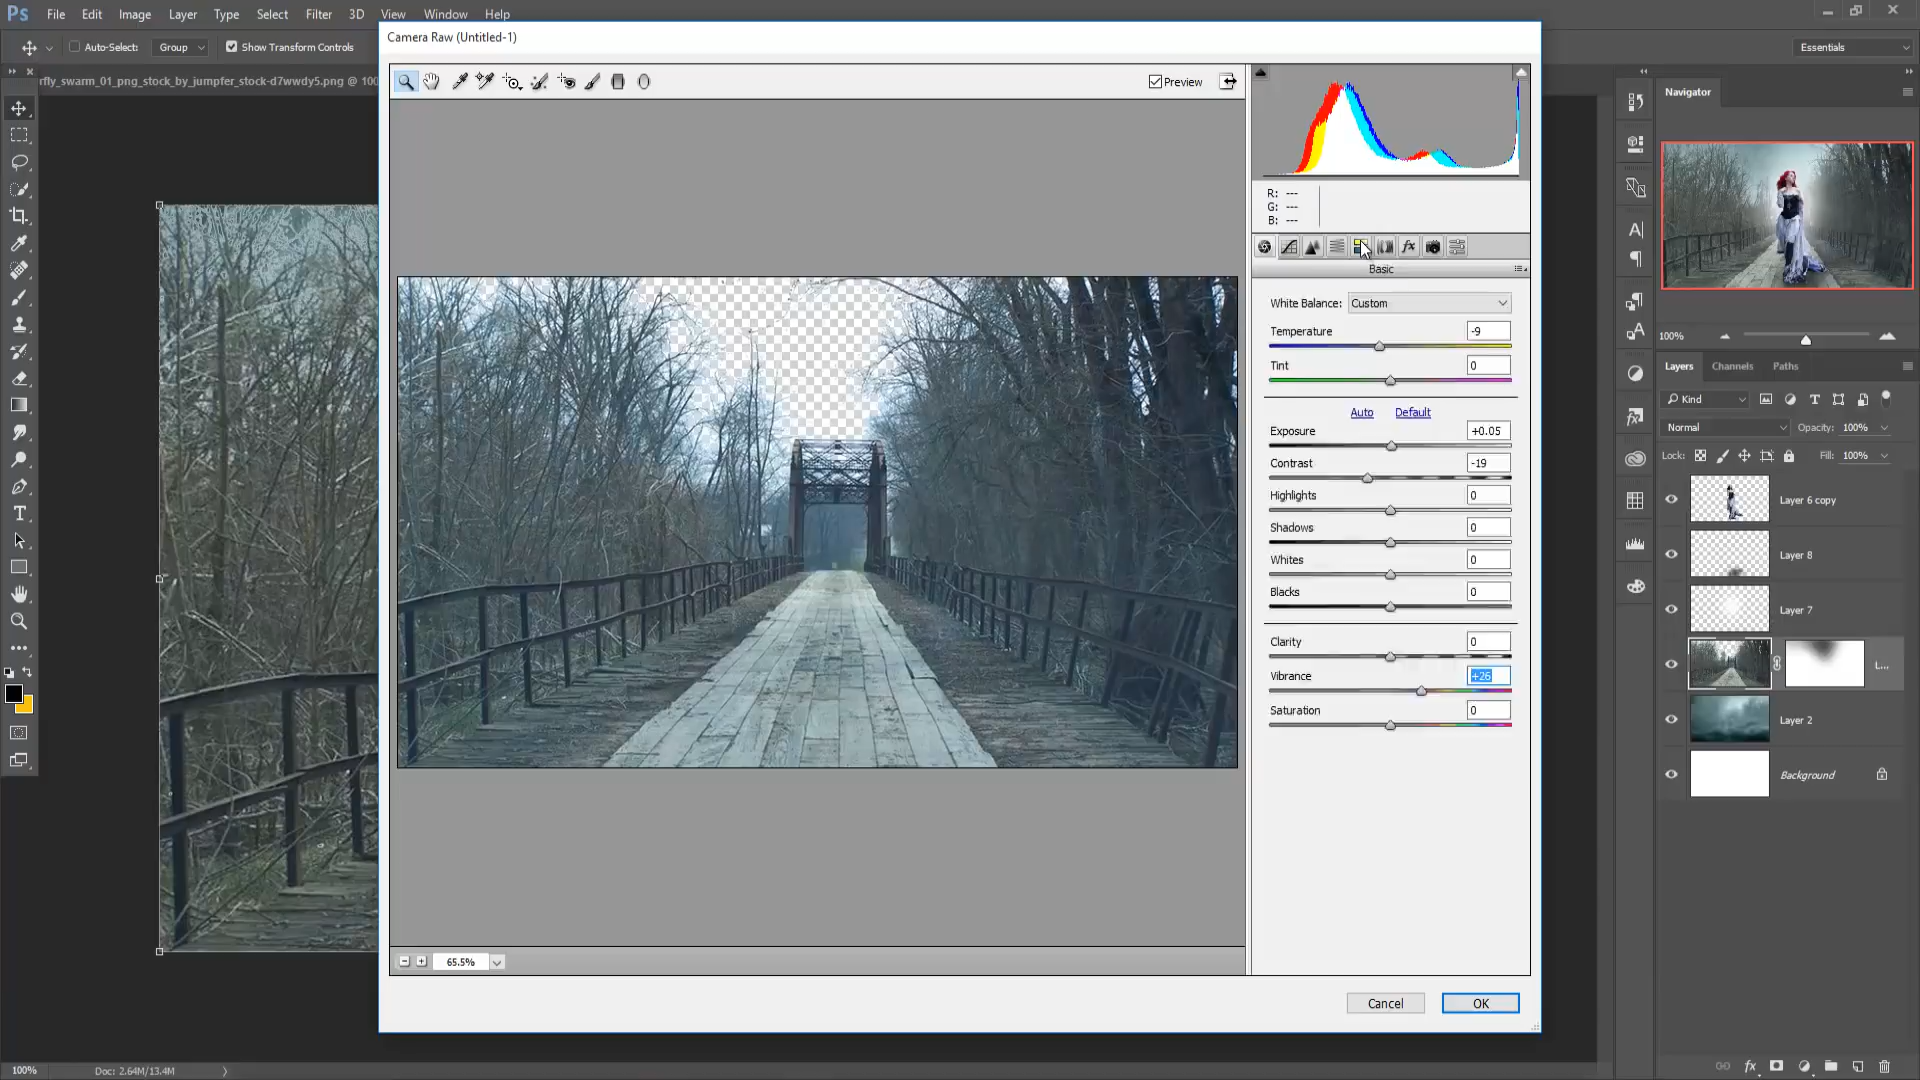 Ps File Edit Image Layer Type Select Filter 3D View Window Help
Camera Raw (Untitled-1)
Auto-Select: Group Show Transform Controls
Essentials
rfly_swarm_01_png_stock_by_jumpfer_stock-d7wwdy5.png @ 100
Preview
Navigator
R: ---
G: ---
B: ---
Basic
White Balance: Custom
Temperature -9
Tint 0
Auto Default
Exposure +0.05
Contrast -19
Highlights 0
Shadows 0
Whites 0
Blacks 0
Clarity 0
Vibrance +26
Saturation 0
100%
Layers Channels Paths
Kind
Normal Opacity: 100%
Lock: Fill: 100%
Layer 6 copy
Layer 8
Layer 7
L...
Layer 2
Background
65.5%
Cancel OK
100% Doc: 2.64M/13.4M